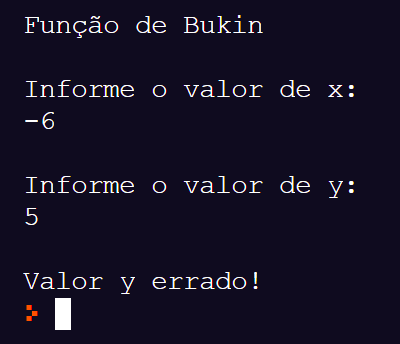 Função de Bukin
Informe o valor de x:
-6
Informe o valor de y:
5
Valor y errado!
>